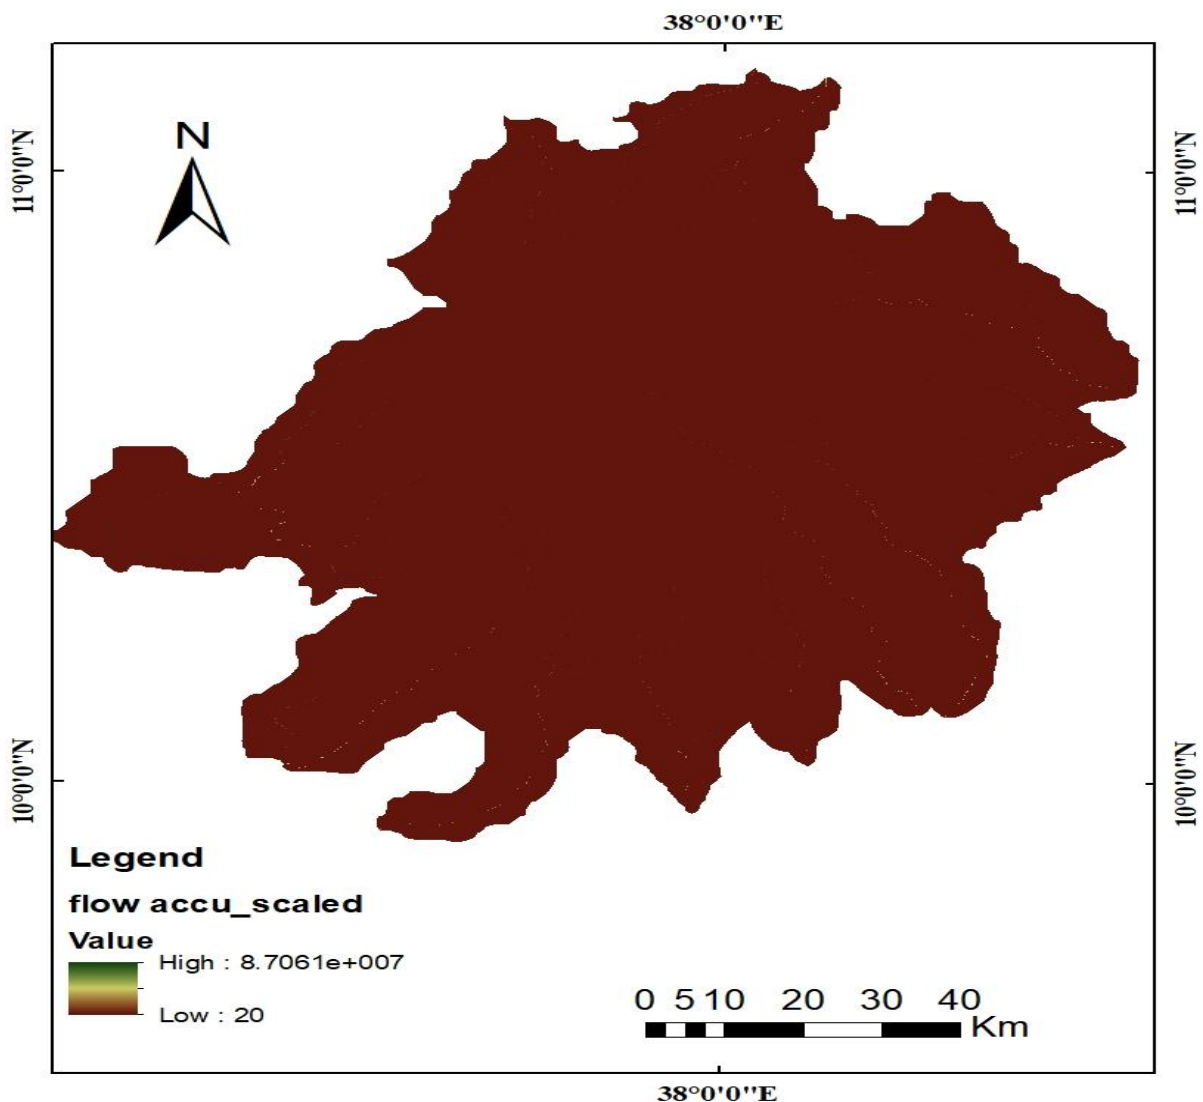 38°0'0"E
N
11°0'0"N
11°0'0"N
10°0'0"N
10°0'0"N
Legend
flow accu_scaled
Value
High : 8.7061e+007
Low : 20
0 5 10 20 30 40
Km
38°0'0"E